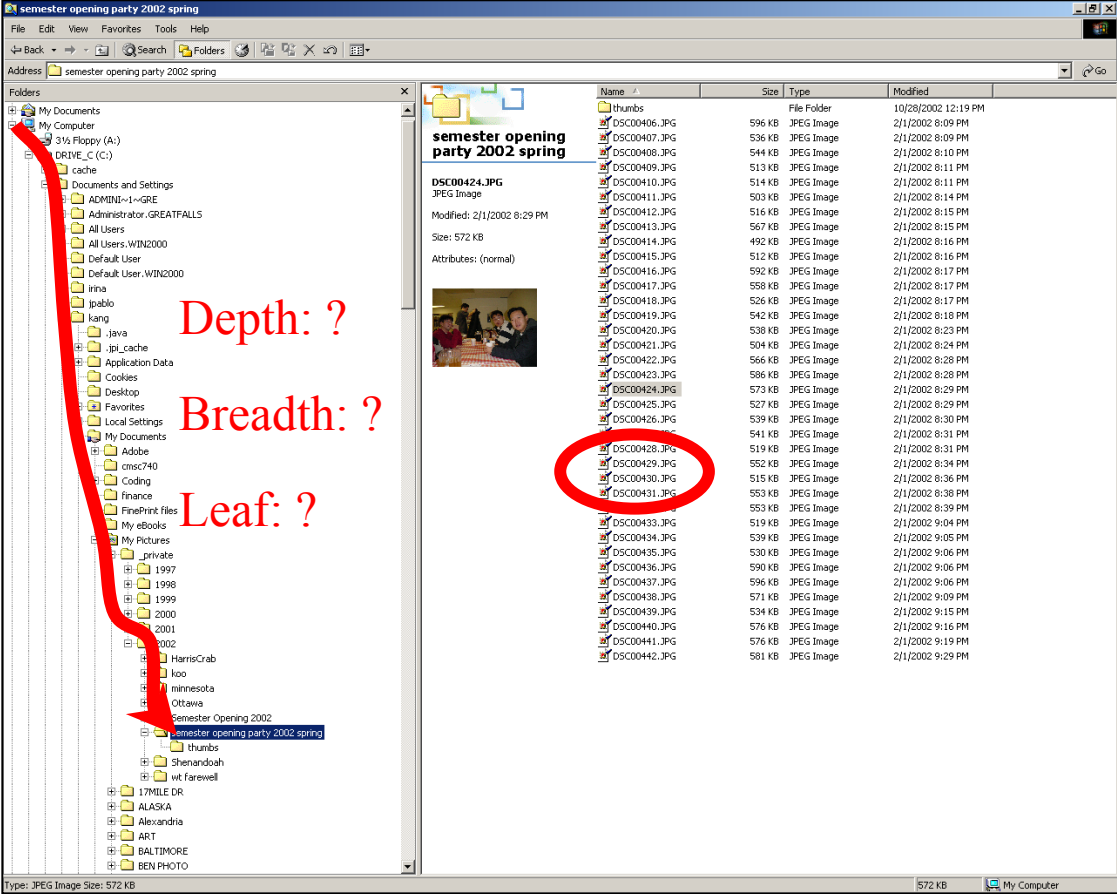 semester opening party 2002 spring
File Edit View Favorites Tools Help
Back Search Folders
Address semester opening party 2002 spring Go
Folders
My Documents
My Computer
3½ Floppy (A:)
DRIVE_C (C:)
cache
Documents and Settings
ADMINI~1~GRE
Administrator.GREATFALLS
All Users
All Users.WIN2000
Default User
Default User.WIN2000
irina
jpablo
kang
.java
.jpi_cache
Application Data
Cookies
Desktop
Favorites
Local Settings
My Documents
Adobe
cmsc740
Coding
finance
FinePrint files
My eBooks
My Pictures
_private
1997
1998
1999
2000
2001
2002
HarrisCrab
koo
minnesota
Ottawa
Semester Opening 2002
semester opening party 2002 spring
thumbs
Shenandoah
wt farewell
17MILE DR
ALASKA
Alexandria
ART
BALTIMORE
BEN PHOTO
Depth: ?
Breadth: ?
Leaf: ?
semester opening
party 2002 spring
DSC00424.JPG
JPEG Image
Modified: 2/1/2002 8:29 PM
Size: 572 KB
Attributes: (normal)
Name Size Type Modified
thumbs File Folder 10/28/2002 12:19 PM
DSC00406.JPG 596 KB JPEG Image 2/1/2002 8:09 PM
DSC00407.JPG 536 KB JPEG Image 2/1/2002 8:09 PM
DSC00408.JPG 544 KB JPEG Image 2/1/2002 8:10 PM
DSC00409.JPG 513 KB JPEG Image 2/1/2002 8:11 PM
DSC00410.JPG 514 KB JPEG Image 2/1/2002 8:11 PM
DSC00411.JPG 503 KB JPEG Image 2/1/2002 8:14 PM
DSC00412.JPG 516 KB JPEG Image 2/1/2002 8:15 PM
DSC00413.JPG 567 KB JPEG Image 2/1/2002 8:15 PM
DSC00414.JPG 492 KB JPEG Image 2/1/2002 8:16 PM
DSC00415.JPG 512 KB JPEG Image 2/1/2002 8:16 PM
DSC00416.JPG 592 KB JPEG Image 2/1/2002 8:17 PM
DSC00417.JPG 558 KB JPEG Image 2/1/2002 8:17 PM
DSC00418.JPG 526 KB JPEG Image 2/1/2002 8:17 PM
DSC00419.JPG 542 KB JPEG Image 2/1/2002 8:18 PM
DSC00420.JPG 538 KB JPEG Image 2/1/2002 8:23 PM
DSC00421.JPG 504 KB JPEG Image 2/1/2002 8:24 PM
DSC00422.JPG 566 KB JPEG Image 2/1/2002 8:28 PM
DSC00423.JPG 586 KB JPEG Image 2/1/2002 8:28 PM
DSC00424.JPG 573 KB JPEG Image 2/1/2002 8:29 PM
DSC00425.JPG 527 KB JPEG Image 2/1/2002 8:29 PM
DSC00426.JPG 539 KB JPEG Image 2/1/2002 8:30 PM
541 KB JPEG Image 2/1/2002 8:31 PM
DSC00428.JPG 519 KB JPEG Image 2/1/2002 8:31 PM
DSC00429.JPG 552 KB JPEG Image 2/1/2002 8:34 PM
DSC00430.JPG 515 KB JPEG Image 2/1/2002 8:36 PM
DSC00431.JPG 553 KB JPEG Image 2/1/2002 8:38 PM
553 KB JPEG Image 2/1/2002 8:39 PM
DSC00433.JPG 519 KB JPEG Image 2/1/2002 9:04 PM
DSC00434.JPG 539 KB JPEG Image 2/1/2002 9:05 PM
DSC00435.JPG 530 KB JPEG Image 2/1/2002 9:06 PM
DSC00436.JPG 590 KB JPEG Image 2/1/2002 9:06 PM
DSC00437.JPG 596 KB JPEG Image 2/1/2002 9:06 PM
DSC00438.JPG 571 KB JPEG Image 2/1/2002 9:09 PM
DSC00439.JPG 534 KB JPEG Image 2/1/2002 9:15 PM
DSC00440.JPG 576 KB JPEG Image 2/1/2002 9:16 PM
DSC00441.JPG 576 KB JPEG Image 2/1/2002 9:19 PM
DSC00442.JPG 581 KB JPEG Image 2/1/2002 9:29 PM
Type: JPEG Image Size: 572 KB 572 KB My Computer